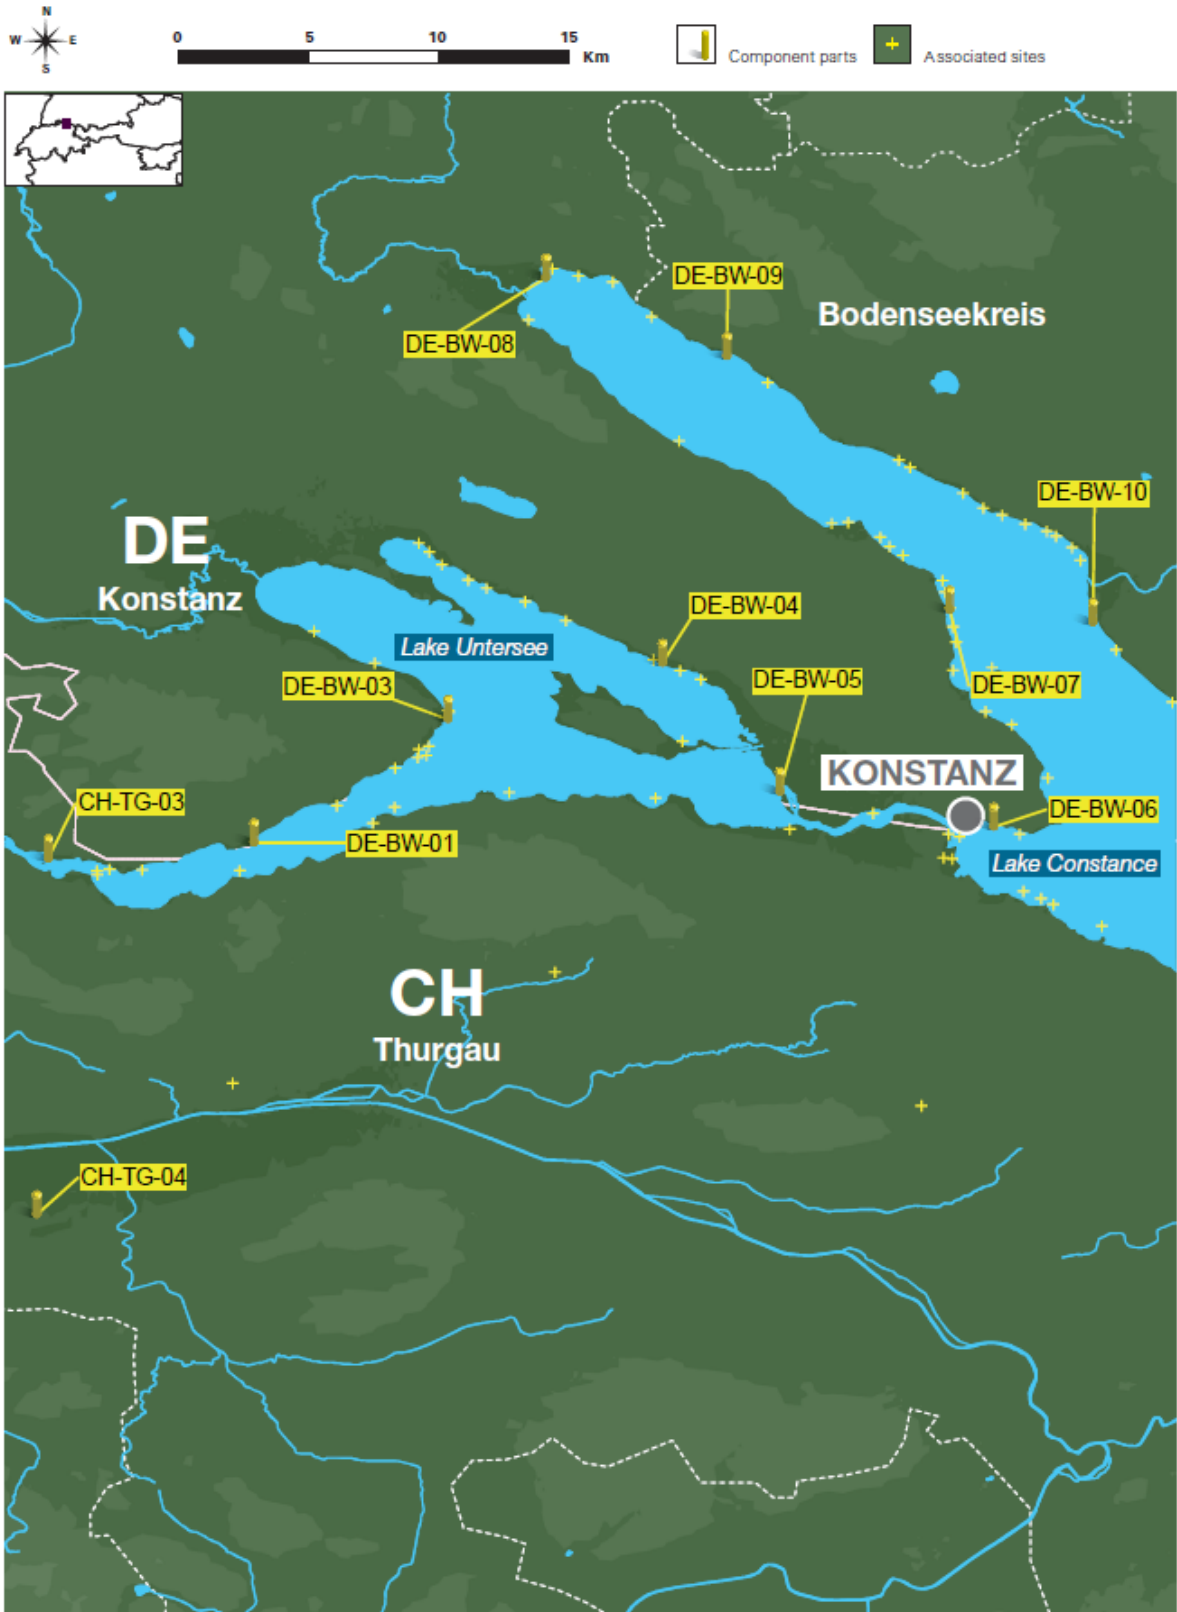 N
W E
S
0 5 10 15
Km
Component parts
Associated sites
DE-BW-09
Bodenseekreis
DE-BW-08
DE-BW-10
DE
Konstanz
DE-BW-04
Lake Untersee
DE-BW-05
DE-BW-03
DE-BW-07
KONSTANZ
CH-TG-03
DE-BW-06
DE-BW-01
Lake Constance
CH
Thurgau
CH-TG-04